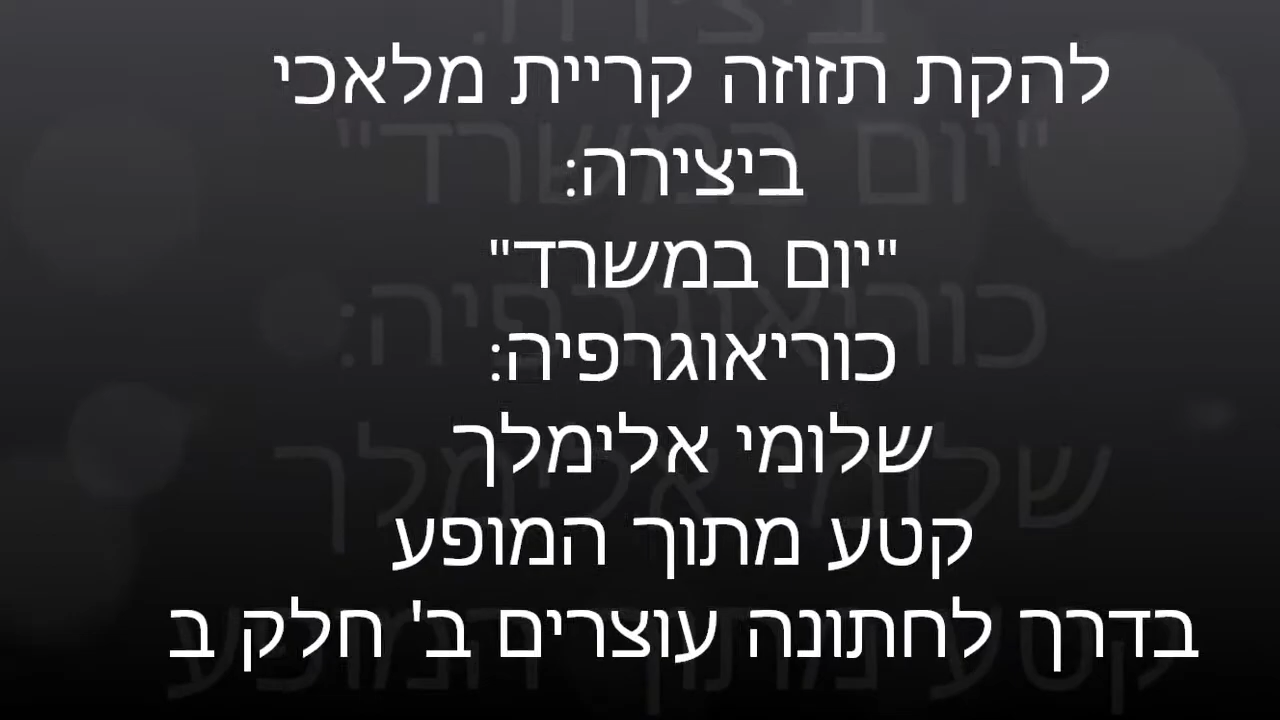 להקת תזוזה קריית מלאכי
ביצירה:
"יום במשרד"
כוריאוגרפיה:
שלומי אלימלך
קטע מתוך המופע
בדרך לחתונה עוצרים ב' חלק ב